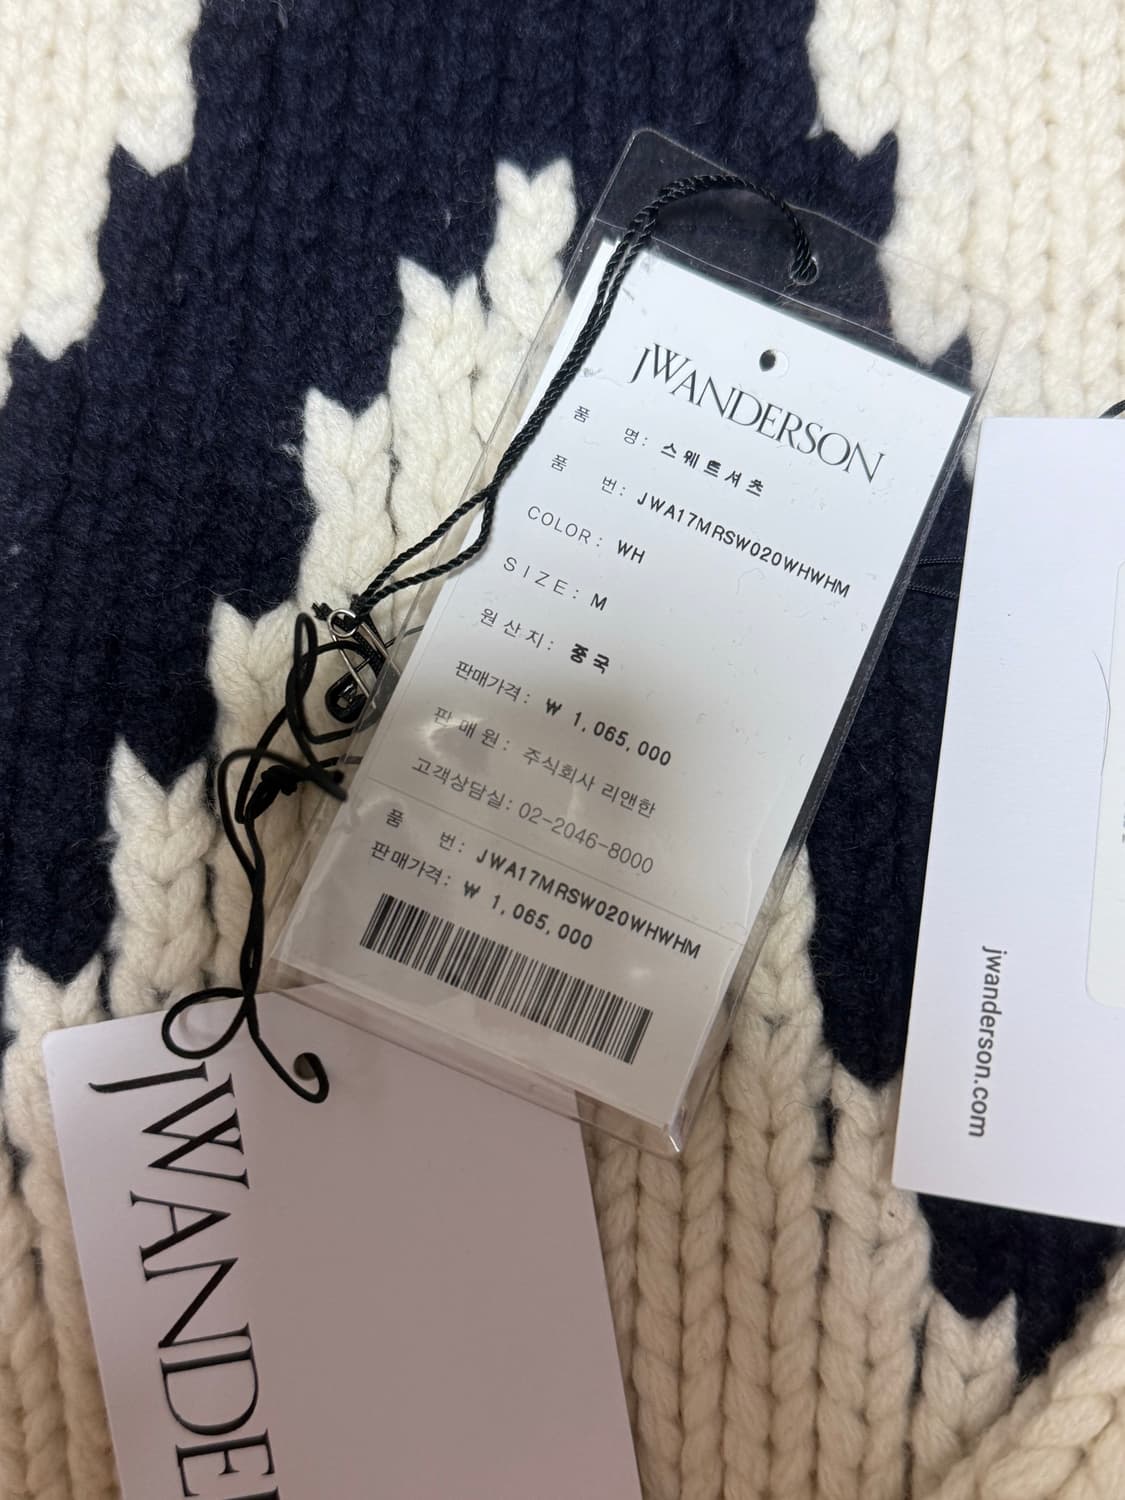 JWANDERSON
품 명: 스웨트셔츠
품 번: JWA17MRSW020WHWHM
COLOR: WH
SIZE: M
원산지: 중국
판매가격: ₩ 1,065,000
판매원: 주식회사 리앤한
고객상담실: 02-2046-8000
품 번: JWA17MRSW020WHWHM
판매가격: ₩ 1,065,000
JWANDE
jwanderson.com